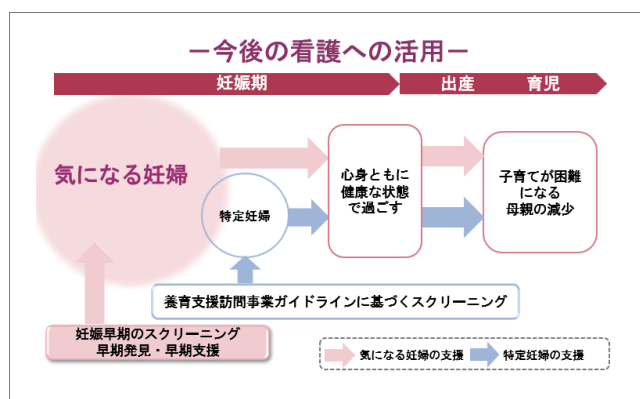 －今後の看護への活用－
妊娠期
出産
育児
気になる妊婦
特定妊婦
心身ともに
健康な状態
で過ごす
子育てが困難
になる
母親の減少
養育支援訪問事業ガイドラインに基づくスクリーニング
妊娠早期のスクリーニング
早期発見・早期支援
気になる妊婦の支援
特定妊婦の支援